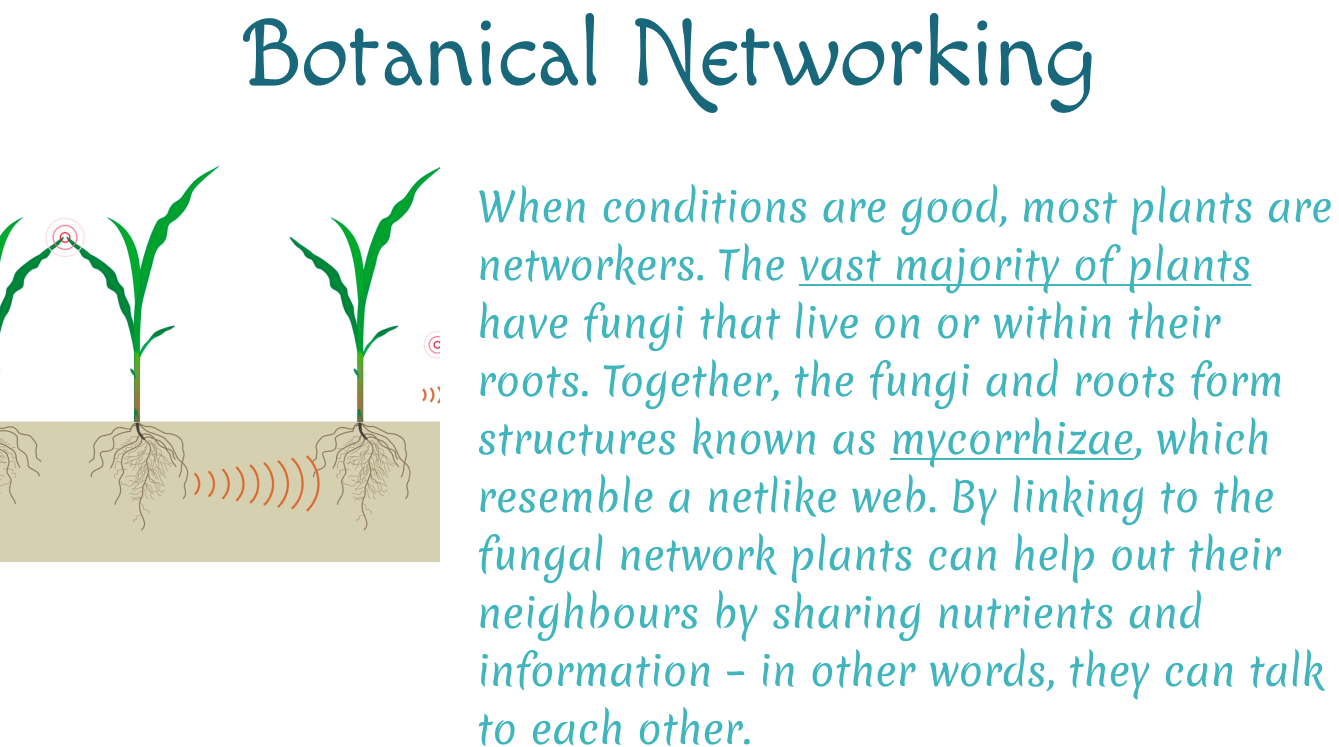 Botanical Networking
When conditions are good, most plants are
networkers. The vast majority of plants
have fungi that live on or within their
roots. Together, the fungi and roots form
structures known as mycorrhizae, which
resemble a netlike web. By linking to the
fungal network plants can help out their
neighbours by sharing nutrients and
information – in other words, they can talk
to each other.